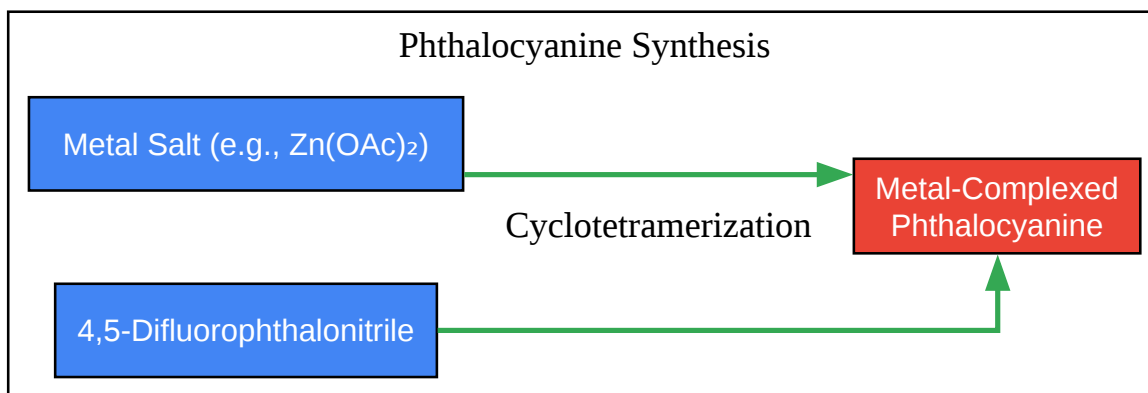 Phthalocyanine Synthesis
Metal Salt (e.g., Zn(OAc)₂)
Metal-Complexed
Phthalocyanine
Cyclotetramerization
4,5-Difluorophthalonitrile